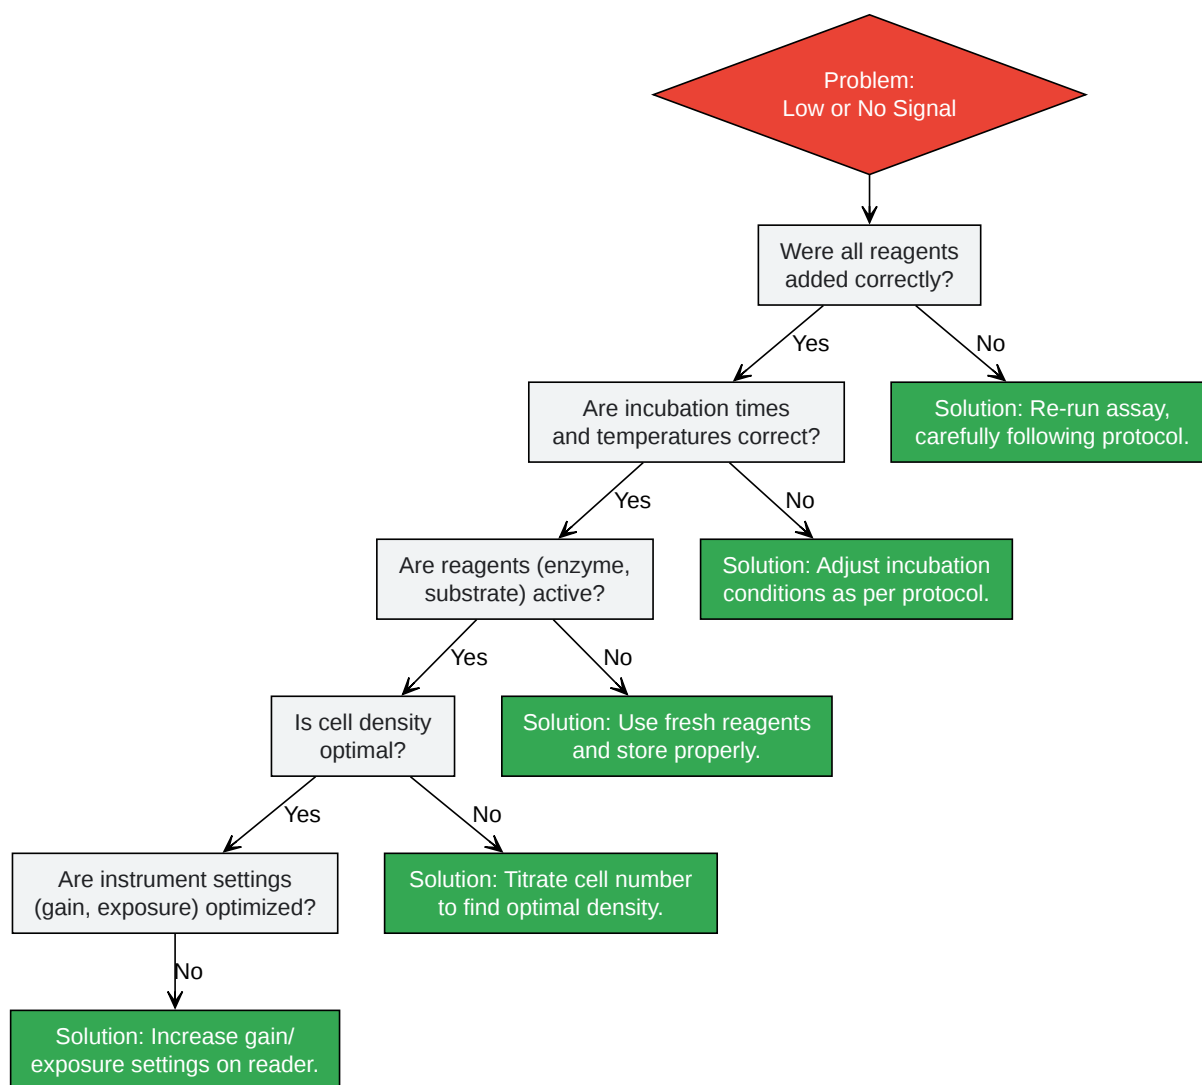 Problem:
Low or No Signal
Were all reagents
added correctly?
Yes
No
Are incubation times
and temperatures correct?
Solution: Re-run assay,
carefully following protocol.
Yes
No
Are reagents (enzyme,
substrate) active?
Solution: Adjust incubation
conditions as per protocol.
Yes
No
Is cell density
optimal?
Solution: Use fresh reagents
and store properly.
Yes
No
Are instrument settings
(gain, exposure) optimized?
Solution: Titrate cell number
to find optimal density.
No
Solution: Increase gain/
exposure settings on reader.